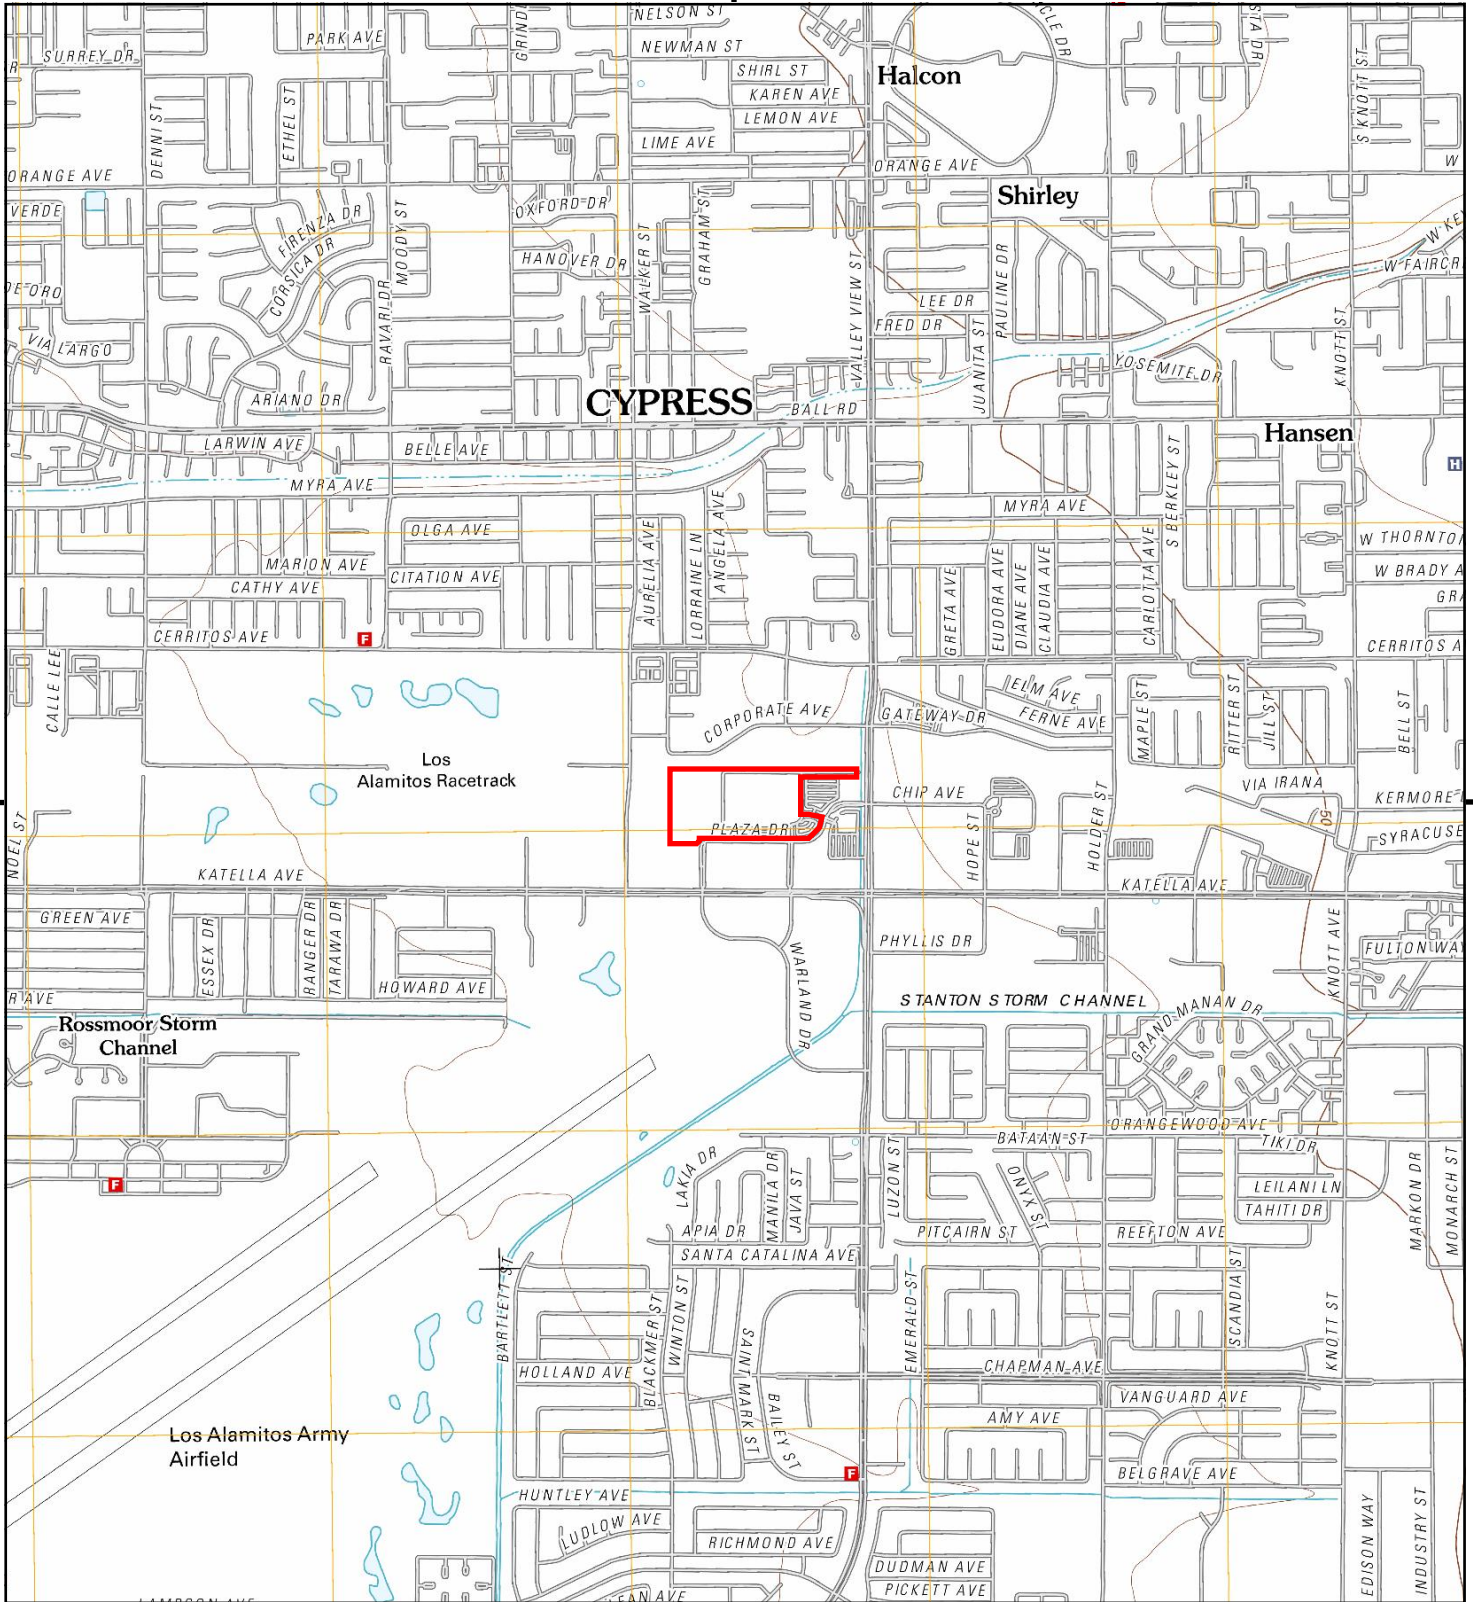 NELSON ST
PARK AVE
SURREY DR
NEWMAN ST
SHIRL ST
KAREN AVE
LEMON AVE
LIME AVE
Halcon
DENNI ST
ETHEL ST
S KNOTT ST
ORANGE AVE
ORANGE AVE
W
VERDE
FIRENZA DR
CORSICA DR
MOODY ST
OXFORD DR
HANOVER DR
WALKER ST
GRAHAM ST
Shirley
VALLEY VIEW ST
PAULINE DR
LEE DR
FRED DR
JUANITA ST
YOSEMITE DR
KNOTT ST
VIA LARGO
RAVARI DR
ARIANO DR
CYPRESS
BALL RD
Hansen
H
LARWIN AVE
BELLE AVE
MYRA AVE
MYRA AVE
S BERKLEY ST
OLGA AVE
AURELIA AVE
LORRAINE LN
ANGELA AVE
MARION AVE
CITATION AVE
CATHY AVE
CERRITOS AVE
F
GRETA AVE
EUDORA AVE
DIANE AVE
CLAUDIA AVE
CARLOTTA AVE
W BRADY A
CERRITOS A
CALLE LEE
CORPORATE AVE
GATEWAY DR
ELM AVE
FERNE AVE
MAPLE ST
RITTER ST
JILL ST
BELL ST
Los
Alamitos Racetrack
CHIP AVE
VIA IRANA
KERMORE
PLAZA DR
HOPE ST
HOLDER ST
50
SYRACUSE
NOEL ST
KATELLA AVE
KATELLA AVE
GREEN AVE
ESSEX DR
RANGER DR
TARAWA DR
HOWARD AVE
R AVE
WARLAND DR
PHYLLIS DR
KNOTT AVE
FULTON WAY
STANTON STORM CHANNEL
GRAND MANAN DR
Rossmoor Storm
Channel
ORANGEWOOD AVE
BATAAN ST
TIKI DR
F
LAKIA DR
MANILA DR
JAVA ST
LUZON ST
ONYX ST
LEILANI LN
TAHITI DR
MARKON DR
MONARCH ST
APIA DR
PITCAIRN ST
REEFTON AVE
SANTA CATALINA AVE
BARTLETT ST
BLACKMER ST
WINTON ST
SAINT MARK ST
BAILEY ST
EMERALD ST
SCANDIA ST
KNOTT ST
HOLLAND AVE
CHAPMAN AVE
VANGUARD AVE
AMY AVE
Los Alamitos Army
Airfield
F
BELGRAVE AVE
HUNTLEY AVE
LUDLOW AVE
RICHMOND AVE
EDISON WAY
INDUSTRY ST
DUDMAN AVE
PICKETT AVE